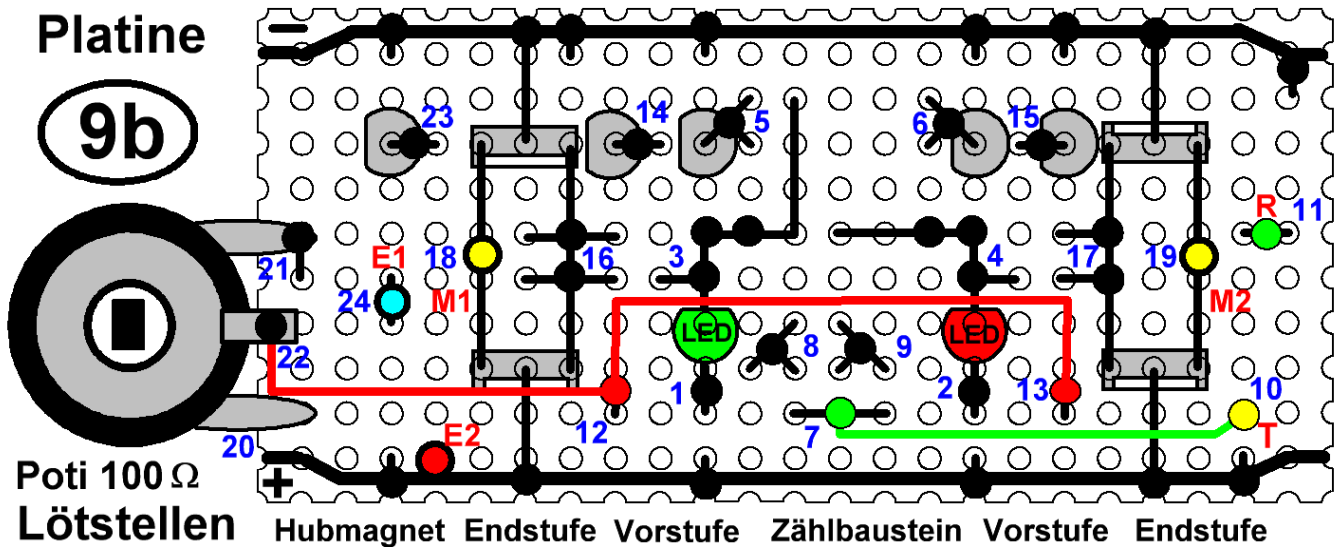 Platine
9b
−
+
23
14
5
6
15
R
11
E1
18
16
3
4
17
19
21
24
M1
M2
LED
LED
22
8
9
1
2
13
10
12
7
T
20
E2
Poti 100 Ω
Lötstellen
Hubmagnet Endstufe Vorstufe Zählbaustein Vorstufe Endstufe